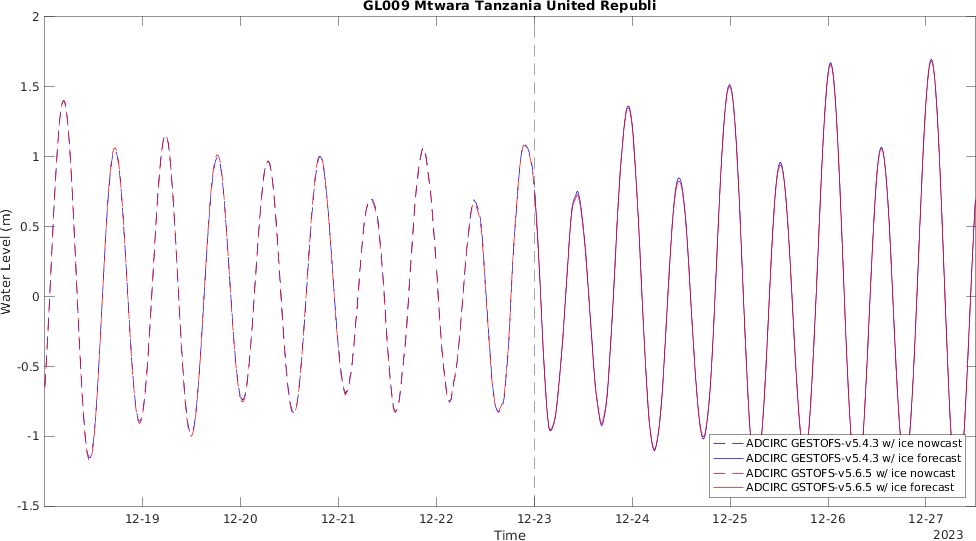 GL009 Mtwara Tanzania United Republi
2
1.5
1
0.5
0
-0.5
-1
-1.5
Water Level (m)
ADCIRC GESTOFS-v5.4.3 w/ ice nowcast
ADCIRC GESTOFS-v5.4.3 w/ ice forecast
ADCIRC GSTOFS-v5.6.5 w/ ice nowcast
ADCIRC GSTOFS-v5.6.5 w/ ice forecast
12-19 12-20 12-21 12-22 12-23 12-24 12-25 12-26 12-27
Time
2023